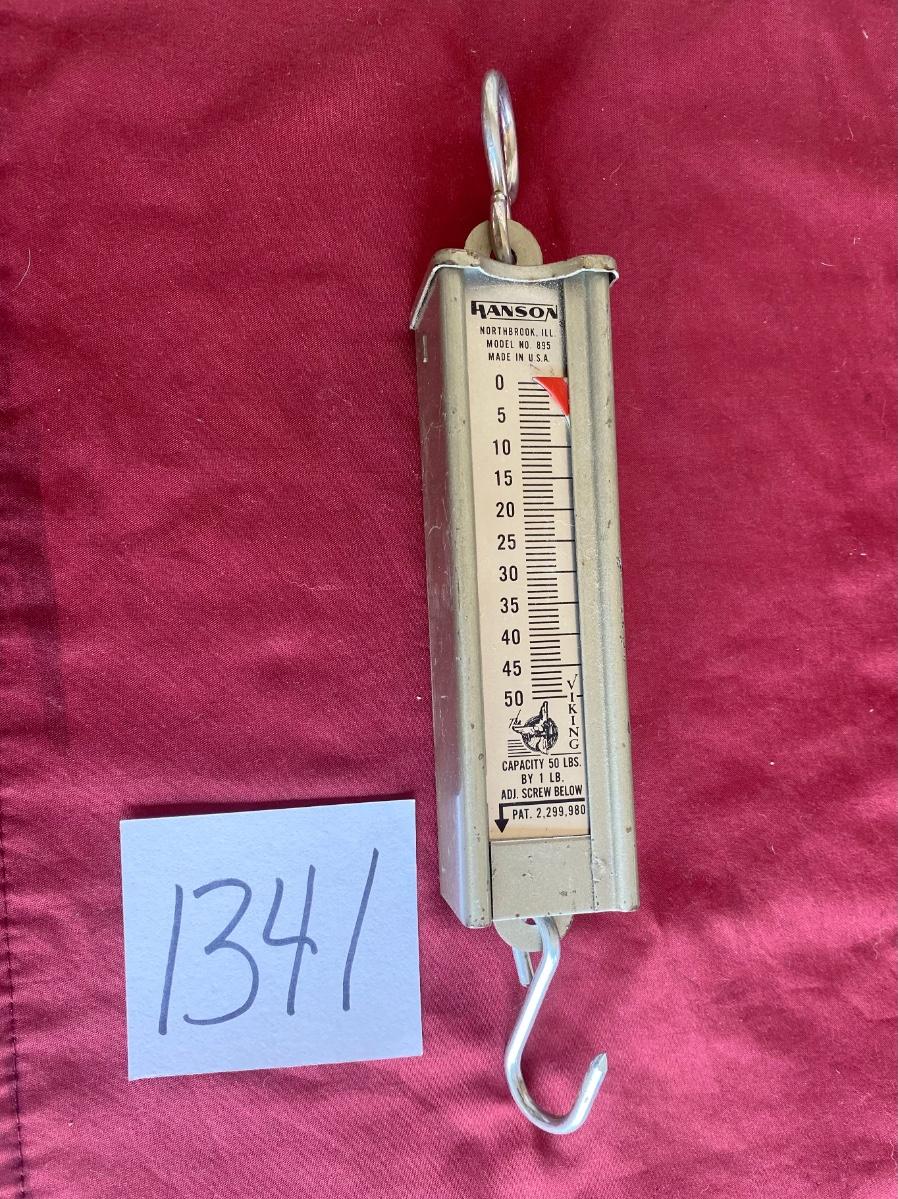 HANSON
NORTHBROOK, ILL.
MODEL NO. 895
MADE IN U.S.A.
0
5
10
15
20
25
30
35
40
45
50
The
VIKING
CAPACITY 50 LBS.
BY 1 LB.
ADJ. SCREW BELOW
PAT. 2,299,980
1341